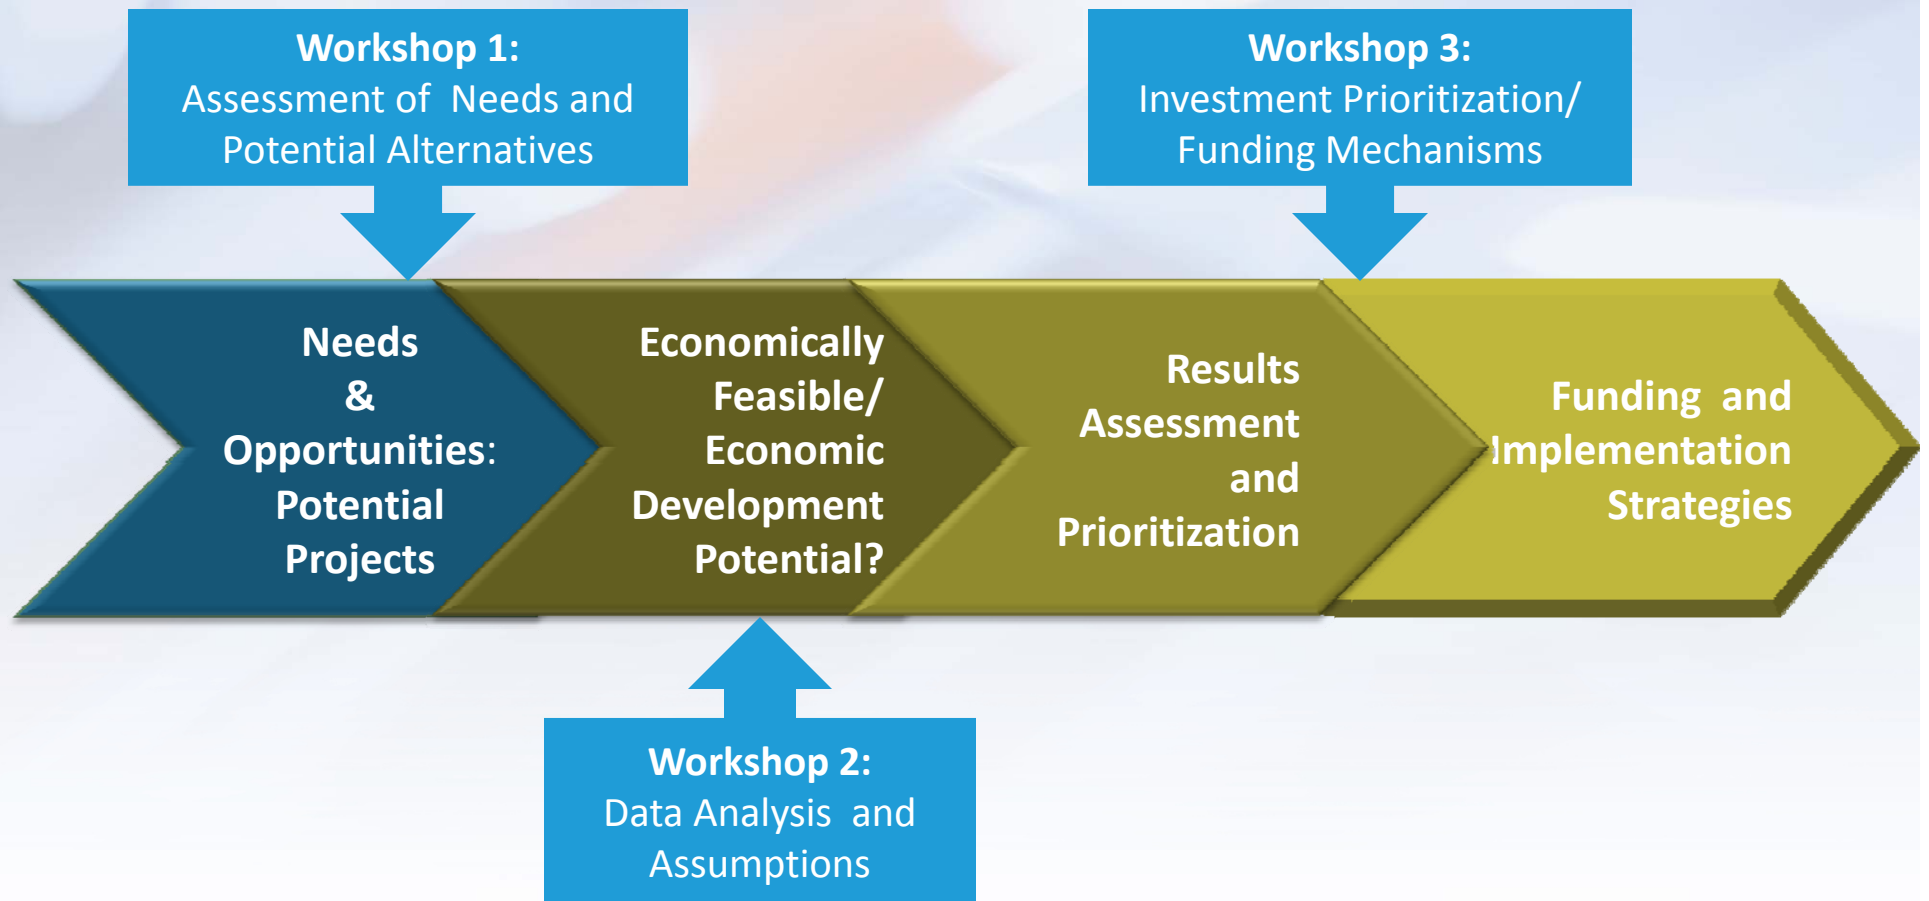 Workshop 1:
Assessment of Needs and
Potential Alternatives
Workshop 3:
Investment Prioritization/
Funding Mechanisms
Needs
&
Opportunities:
Potential
Projects
Economically
Feasible/
Economic
Development
Potential?
Results
Assessment
and
Prioritization
Funding and
Implementation
Strategies
Workshop 2:
Data Analysis and
Assumptions